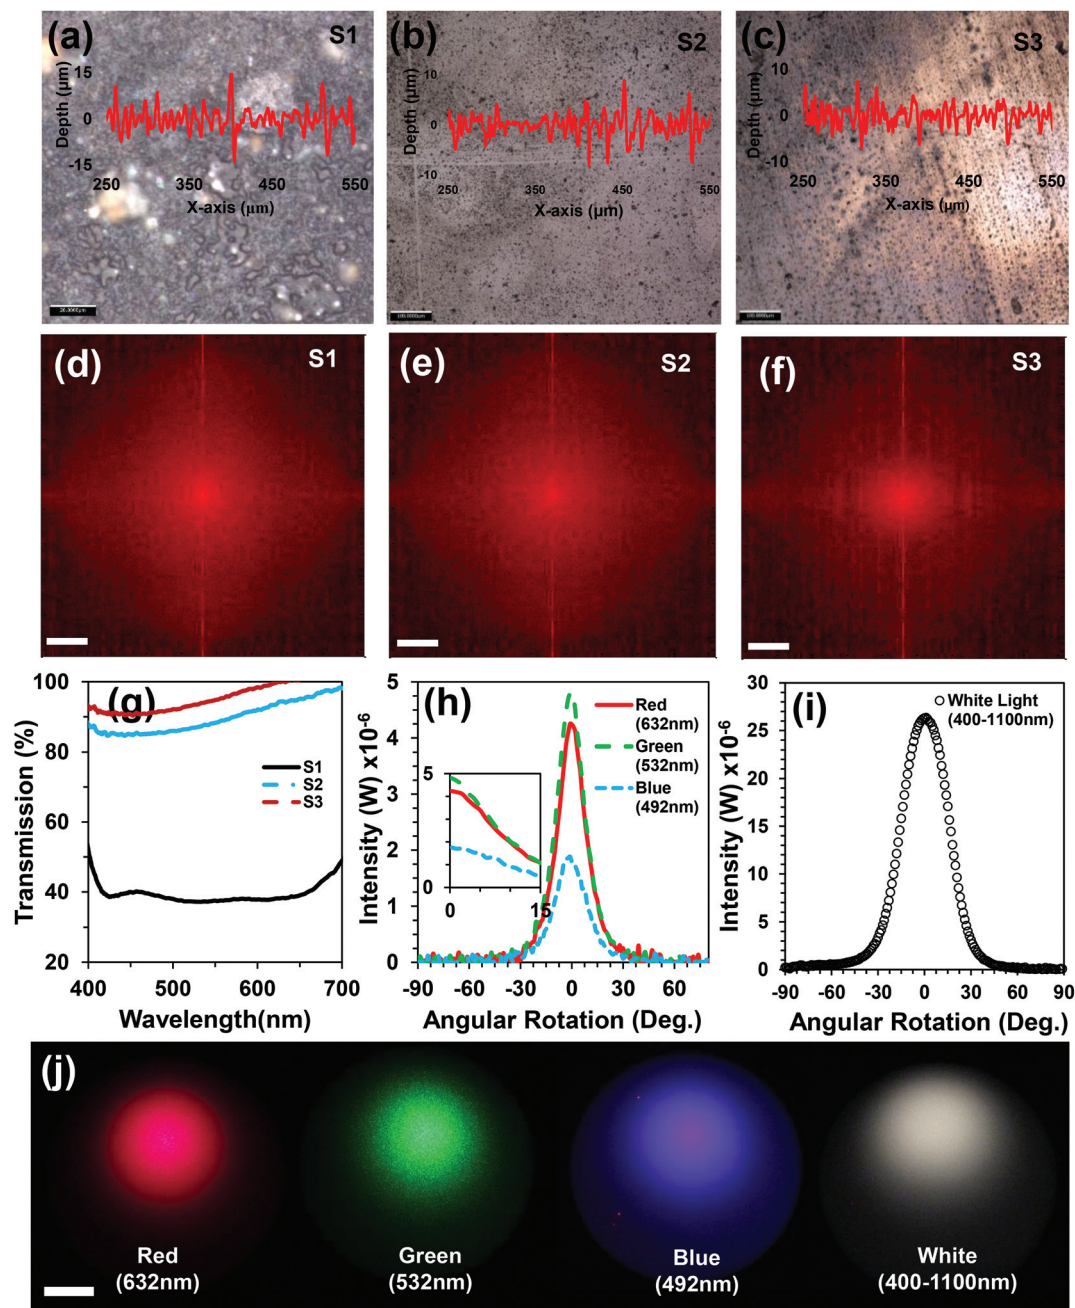 (a) S1
Depth (µm)
15
0
-15
250 350 450 550
X-axis (µm)
20.0000µm
(b) S2
Depth (µm)
10
0
-10
250 350 450 550
X-axis (µm)
100.0000µm
(c) S3
Depth (µm)
10
0
-10
250 350 450 550
X-axis (µm)
100.0000µm
(d) S1
(e) S2
(f) S3
(g)
Transmission (%)
100
80
60
40
20
400 500 600 700
Wavelength(nm)
S1
S2
S3
(h)
Intensity (W) x10-6
5
4
3
2
1
0
-90 -60 -30 0 30 60
Angular Rotation (Deg.)
Red
(632nm)
Green
(532nm)
Blue
(492nm)
5
0
0 15
(i)
Intensity (W) x10-6
30
25
20
15
10
5
0
-90 -60 -30 0 30 60 90
Angular Rotation (Deg.)
White Light
(400-1100nm)
(j)
Red
(632nm)
Green
(532nm)
Blue
(492nm)
White
(400-1100nm)